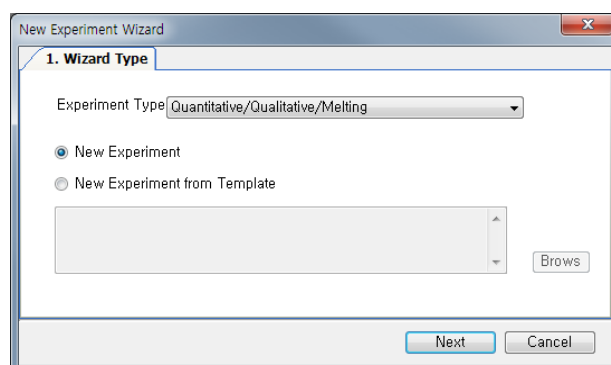 New Experiment Wizard
1. Wizard Type
Experiment Type Quantitative/Qualitative/Melting
New Experiment
New Experiment from Template
Brows
Next Cancel